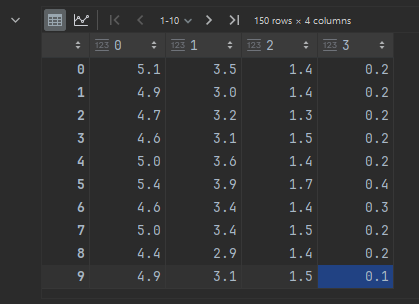 1-10 150 rows × 4 columns
123 0 123 1 123 2 123 3
0 5.1 3.5 1.4 0.2
1 4.9 3.0 1.4 0.2
2 4.7 3.2 1.3 0.2
3 4.6 3.1 1.5 0.2
4 5.0 3.6 1.4 0.2
5 5.4 3.9 1.7 0.4
6 4.6 3.4 1.4 0.3
7 5.0 3.4 1.5 0.2
8 4.4 2.9 1.4 0.2
9 4.9 3.1 1.5 0.1